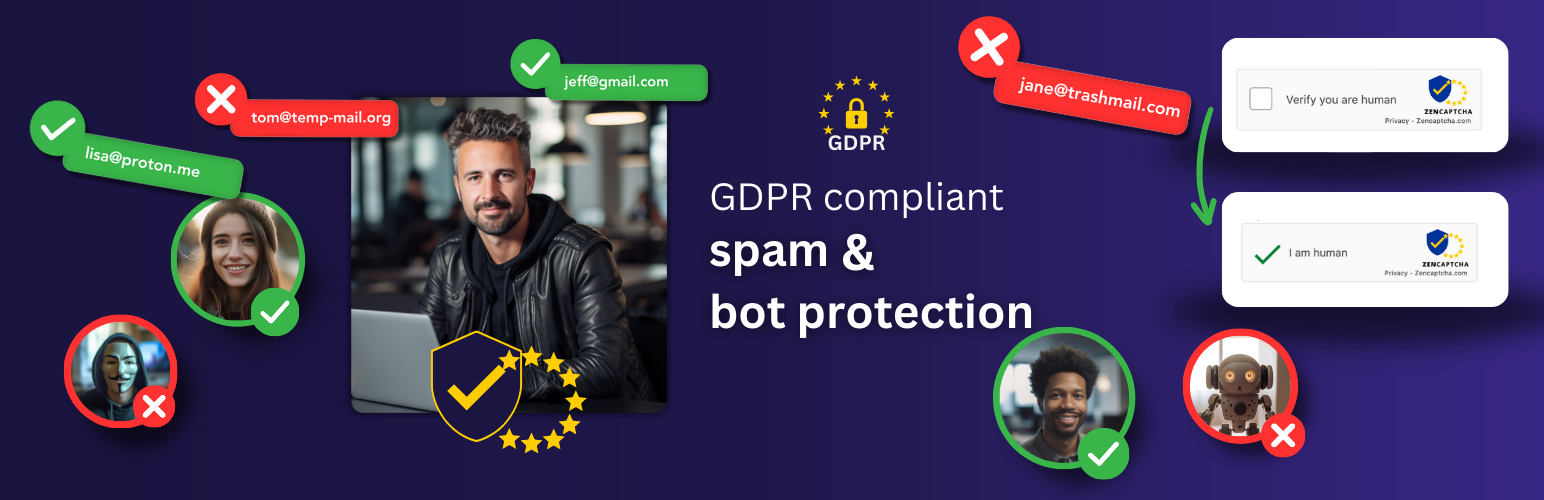 lisa@proton.me
tom@temp-mail.org
jeff@gmail.com
GDPR
GDPR compliant
spam &
bot protection
jane@trashmail.com
Verify you are human
ZENCAPTCHA
Privacy - Zencaptcha.com
I am human
ZENCAPTCHA
Privacy - Zencaptcha.com